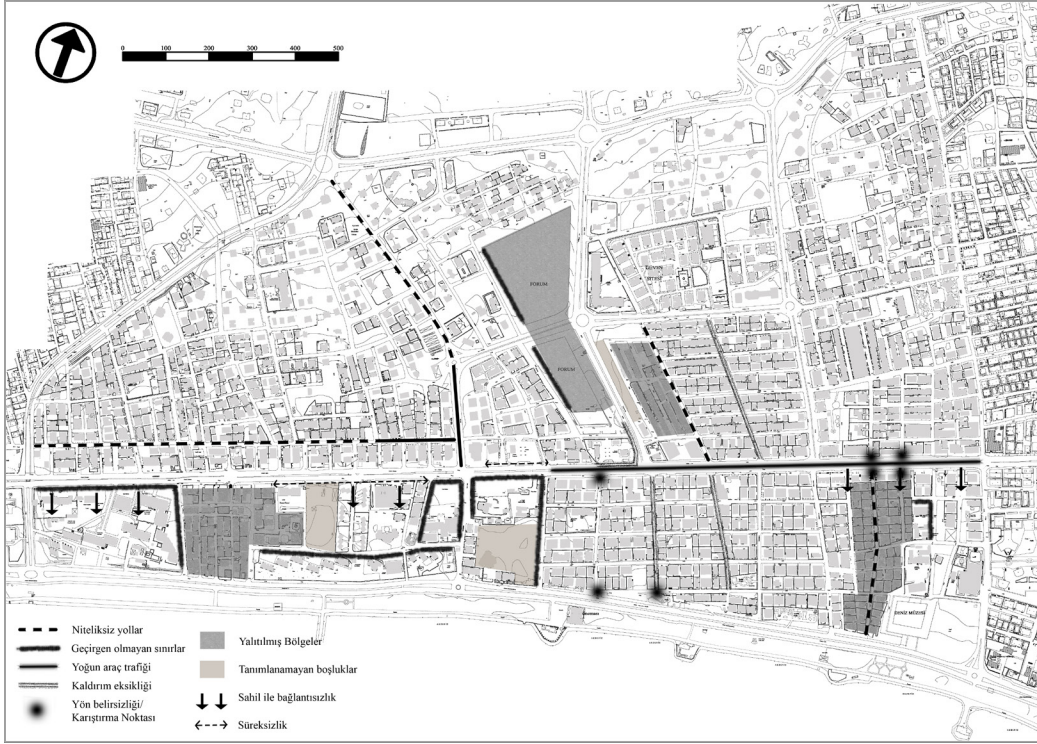 0 100 200 300 400 500
FORUM
GÜVEN
SİTESİ
FORUM
DENİZ MÜZESİ
Niteliksiz yollar
Geçirgen olmayan sınırlar
Yoğun araç trafiği
Kaldırım eksikliği
Yön belirsizliği/
Karıştırma Noktası
Yalıtılmış Bölgeler
Tanımlanamayan boşluklar
Sahil ile bağlantısızlık
Süreksizlik